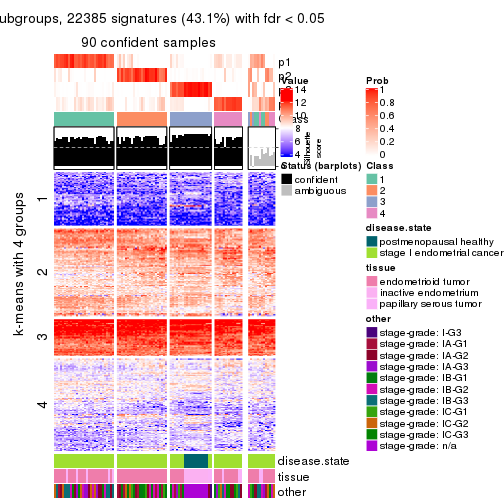 ubgroups, 22385 signatures (43.1%) with fdr < 0.05
90 confident samples
p1
p2
Value
14
12
10
8
6
4
Silhouette score
Status (barplots)
confident
ambiguous
Prob
1
0.8
0.6
0.4
0.2
0
Class
1
2
3
4
disease.state
postmenopausal healthy
stage I endometrial cancer
tissue
endometrioid tumor
inactive endometrium
papillary serous tumor
other
stage-grade: I-G3
stage-grade: IA-G1
stage-grade: IA-G2
stage-grade: IA-G3
stage-grade: IB-G1
stage-grade: IB-G2
stage-grade: IB-G3
stage-grade: IC-G1
stage-grade: IC-G2
stage-grade: IC-G3
stage-grade: n/a
k-means with 4 groups
1
2
3
4
disease.state
tissue
other